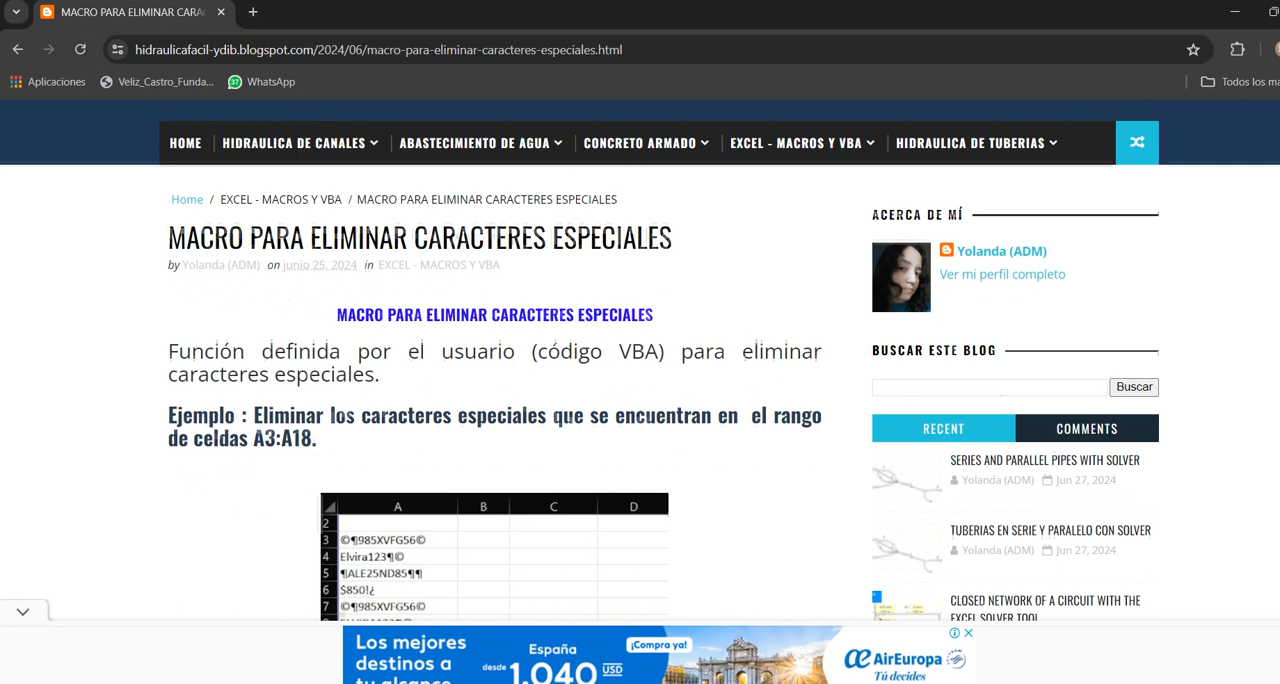 MACRO PARA ELIMINAR CARA
hidraulicafacil-ydib.blogspot.com/2024/06/macro-para-eliminar-caracteres-especiales.html
Aplicaciones
Veliz_Castro_Funda...
37
WhatsApp
Todos los ma
HOME
HIDRAULICA DE CANALES
ABASTECIMIENTO DE AGUA
CONCRETO ARMADO
EXCEL - MACROS Y VBA
HIDRAULICA DE TUBERIAS
Home / EXCEL - MACROS Y VBA / MACRO PARA ELIMINAR CARACTERES ESPECIALES
MACRO PARA ELIMINAR CARACTERES ESPECIALES
by Yolanda (ADM) on junio 25, 2024 in EXCEL - MACROS Y VBA
MACRO PARA ELIMINAR CARACTERES ESPECIALES
Función definida por el usuario (código VBA) para eliminar
caracteres especiales.
Ejemplo : Eliminar los caracteres especiales que se encuentran en el rango
de celdas A3:A18.
A B C D
2
3 ©¶985XVFG56©
4 Elvira123¶©
5 ¶ALE25ND85¶¶
6 $850!¿
7 ©¶985XVFG56©
ACERCA DE MÍ
Yolanda (ADM)
Ver mi perfil completo
BUSCAR ESTE BLOG
Buscar
RECENT
COMMENTS
SERIES AND PARALLEL PIPES WITH SOLVER
Yolanda (ADM) Jun 27, 2024
TUBERIAS EN SERIE Y PARALELO CON SOLVER
Yolanda (ADM) Jun 27, 2024
CLOSED NETWORK OF A CIRCUIT WITH THE
EXCEL SOLVER TOOL
Los mejores
destinos a
tu alcance
España
desde 1.040 USD
¡Compra ya!
AirEuropa
Tú decides